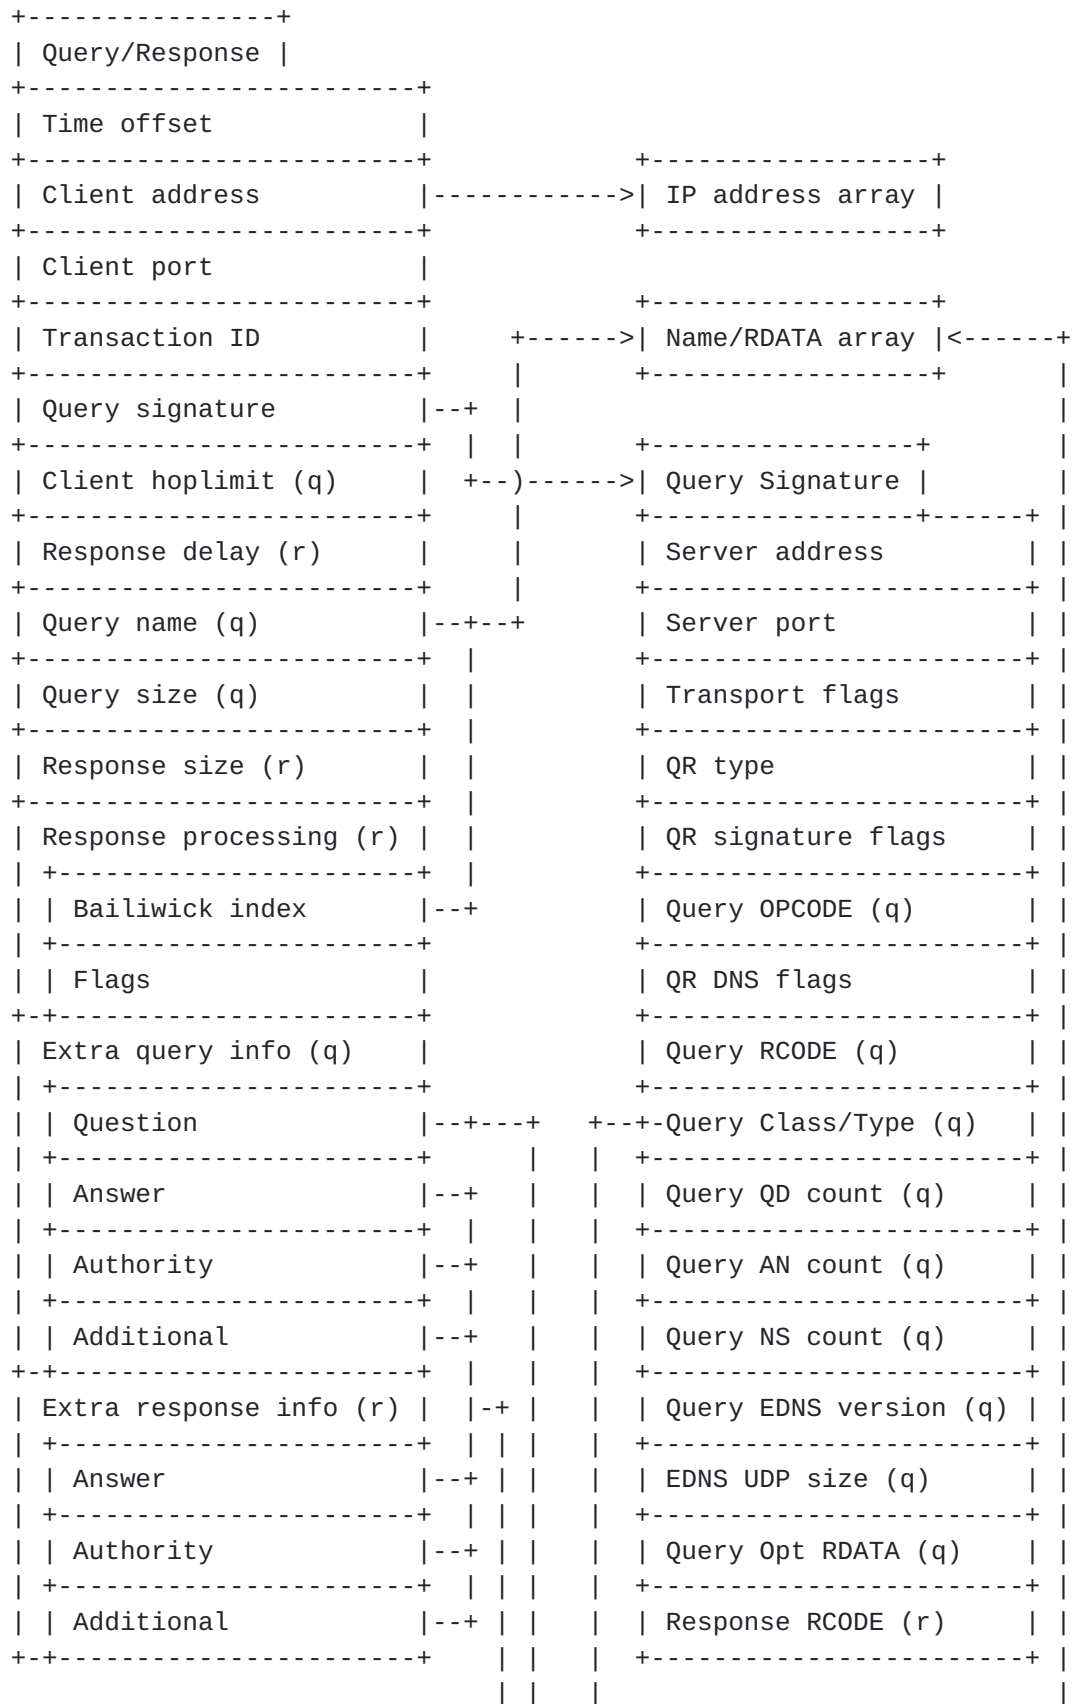 +----------------+
| Query/Response |
+-------------------------+
| Time offset             |
+-------------------------+             +------------------+
| Client address          |------------>| IP address array |
+-------------------------+             +------------------+
| Client port             |
+-------------------------+             +------------------+
| Transaction ID          |     +------>| Name/RDATA array |<------+
+-------------------------+     |       +------------------+       |
| Query signature         |--+  |                                  |
+-------------------------+  |  |       +-----------------+        |
| Client hoplimit (q)     |  +--)------>| Query Signature |        |
+-------------------------+     |       +-----------------+------+ |
| Response delay (r)      |     |       | Server address         | |
+-------------------------+     |       +------------------------+ |
| Query name (q)          |--+--+       | Server port            | |
+-------------------------+  |          +------------------------+ |
| Query size (q)          |  |          | Transport flags        | |
+-------------------------+  |          +------------------------+ |
| Response size (r)       |  |          | QR type                | |
+-------------------------+  |          +------------------------+ |
| Response processing (r) |  |          | QR signature flags     | |
| +-----------------------+  |          +------------------------+ |
| | Bailiwick index       |--+          | Query OPCODE (q)       | |
| +-----------------------+             +------------------------+ |
| | Flags                 |             | QR DNS flags           | |
+-+-----------------------+             +------------------------+ |
| Extra query info (q)    |             | Query RCODE (q)        | |
| +-----------------------+             +------------------------+ |
| | Question              |--+---+   +--+-Query Class/Type (q)   | |
| +-----------------------+      |   |  +------------------------+ |
| | Answer                |--+   |   |  | Query QD count (q)     | |
| +-----------------------+  |   |   |  +------------------------+ |
| | Authority             |--+   |   |  | Query AN count (q)     | |
| +-----------------------+  |   |   |  +------------------------+ |
| | Additional            |--+   |   |  | Query NS count (q)     | |
+-+-----------------------+  |   |   |  +------------------------+ |
| Extra response info (r) |  |-+ |   |  | Query EDNS version (q) | |
| +-----------------------+  | | |   |  +------------------------+ |
| | Answer                |--+ | |   |  | EDNS UDP size (q)      | |
| +-----------------------+  | | |   |  +------------------------+ |
| | Authority             |--+ | |   |  | Query Opt RDATA (q)    | |
| +-----------------------+  | | |   |  +------------------------+ |
| | Additional            |--+ | |   |  | Response RCODE (r)     | |
+-+-----------------------+    | |   |  +------------------------+ |
                               | |   |                             |